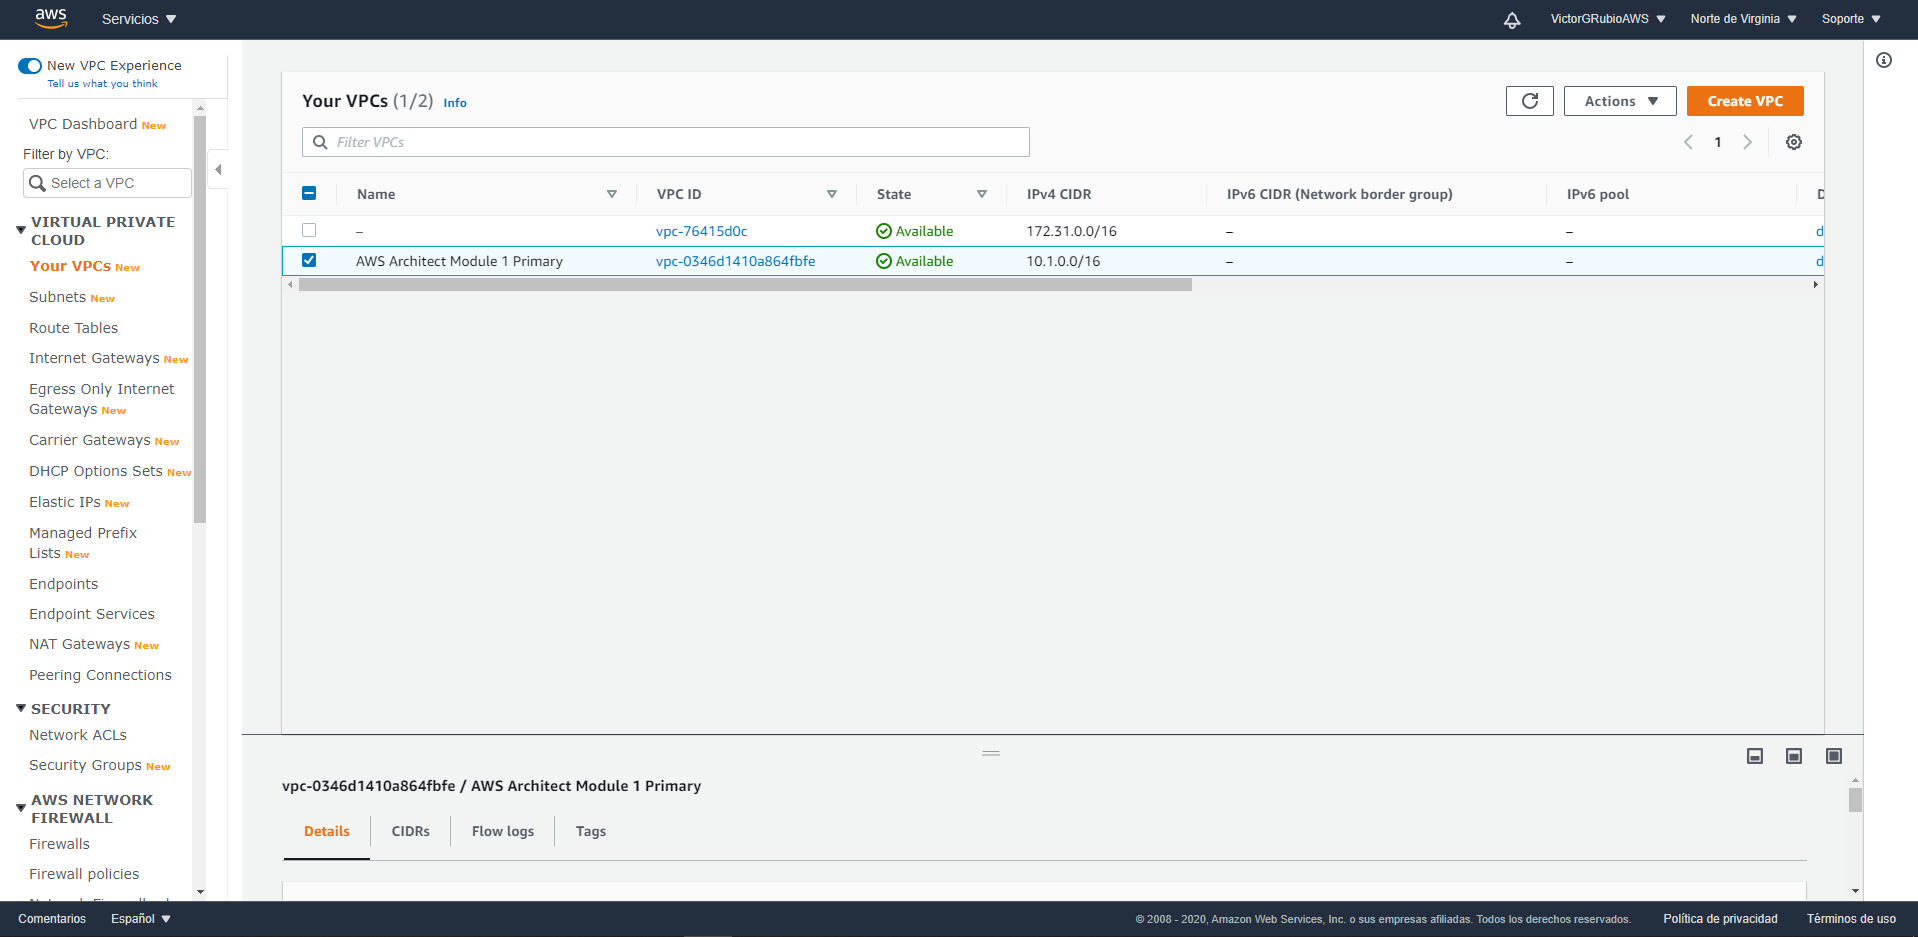 aws
Servicios
VictorGRubioAWS
Norte de Virginia
Soporte
New VPC Experience
Tell us what you think
VPC Dashboard New
Filter by VPC:
Select a VPC
VIRTUAL PRIVATE
CLOUD
Your VPCs New
Subnets New
Route Tables
Internet Gateways New
Egress Only Internet
Gateways New
Carrier Gateways New
DHCP Options Sets New
Elastic IPs New
Managed Prefix
Lists New
Endpoints
Endpoint Services
NAT Gateways New
Peering Connections
SECURITY
Network ACLs
Security Groups New
AWS NETWORK
FIREWALL
Firewalls
Firewall policies
Your VPCs (1/2) Info
Actions
Create VPC
Filter VPCs
1
Name VPC ID State IPv4 CIDR IPv6 CIDR (Network border group) IPv6 pool D
– vpc-76415d0c Available 172.31.0.0/16 – – d
AWS Architect Module 1 Primary vpc-0346d1410a864fbfe Available 10.1.0.0/16 – – d
vpc-0346d1410a864fbfe / AWS Architect Module 1 Primary
Details CIDRs Flow logs Tags
Comentarios
Español
© 2008 - 2020, Amazon Web Services, Inc. o sus empresas afiliadas. Todos los derechos reservados.
Política de privacidad
Términos de uso